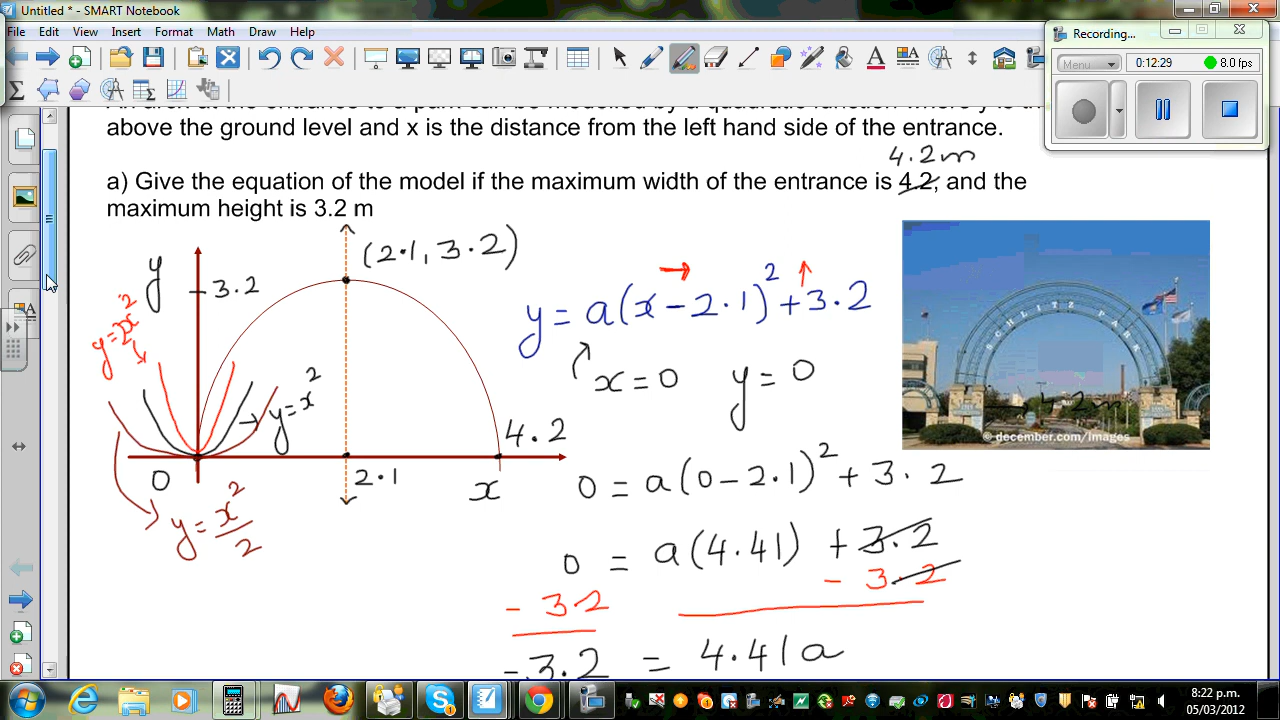 Untitled * - SMART Notebook
File Edit View Insert Format Math Draw Help
Recording...
Menu
0:12:29
8.0 fps
above the ground level and x is the distance from the left hand side of the entrance.
4.2m
a) Give the equation of the model if the maximum width of the entrance is 4.2, and the
maximum height is 3.2 m
y
3.2
(2.1, 3.2)
y = a(x - 2.1)² + 3.2
x = 0 y = 0
y = 2x²
y = x²
y = x²/2
0
2.1
x
4.2
SCHLITZ PARK
4.2m
© december.com/Images
0 = a(0 - 2.1)² + 3.2
0 = a(4.41) + 3.2
- 3.2 - 3.2
-3.2 = 4.41a
8:22 p.m.
05/03/2012